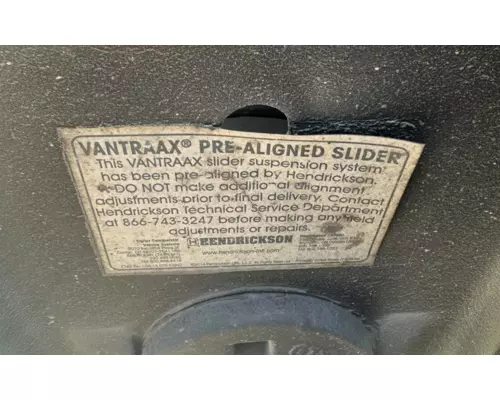 VANTRAAX® PRE-ALIGNED SLIDER
This VANTRAAX slider suspension system
has been pre-aligned by Hendrickson.
DO NOT make additional alignment
adjustments prior to final delivery. Contact
Hendrickson Technical Service Department
at 866-743-3247 before making any field
adjustments or repairs.
HENDRICKSON